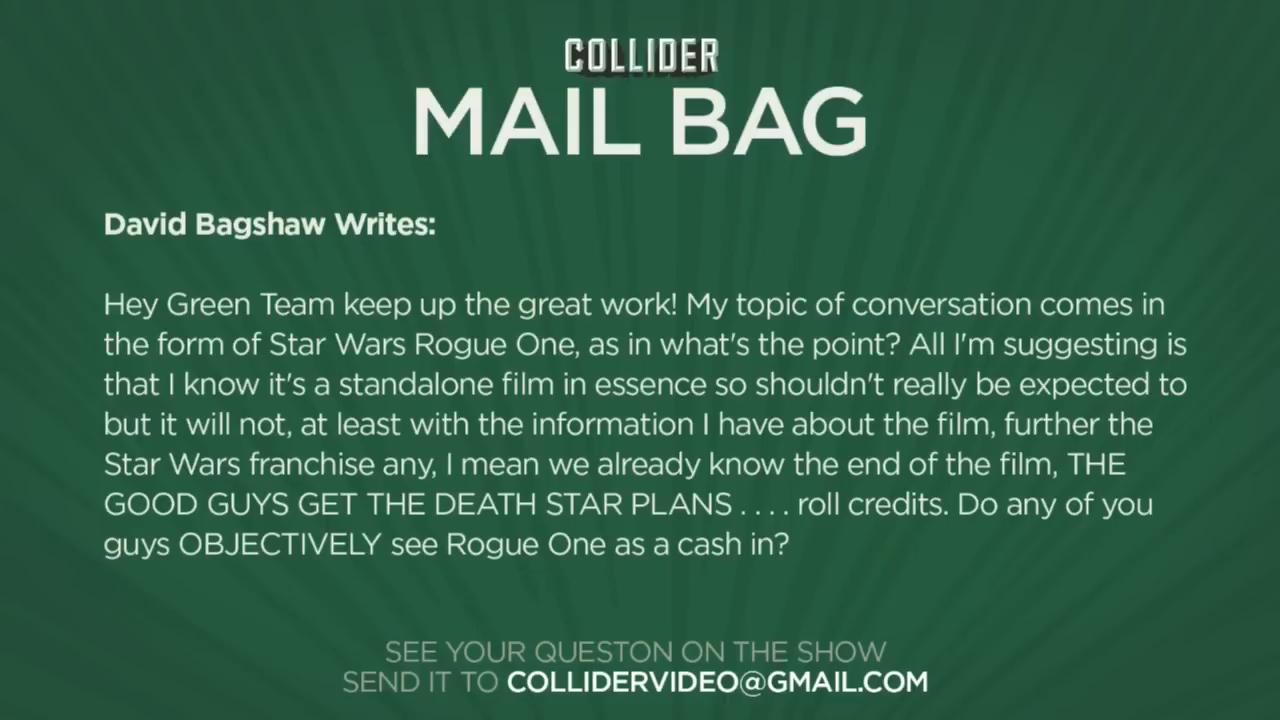 COLLIDER
MAIL BAG
David Bagshaw Writes:
Hey Green Team keep up the great work! My topic of conversation comes in
the form of Star Wars Rogue One, as in what's the point? All I'm suggesting is
that I know it's a standalone film in essence so shouldn't really be expected to
but it will not, at least with the information I have about the film, further the
Star Wars franchise any, I mean we already know the end of the film, THE
GOOD GUYS GET THE DEATH STAR PLANS . . . . roll credits. Do any of you
guys OBJECTIVELY see Rogue One as a cash in?
SEE YOUR QUESTON ON THE SHOW
SEND IT TO COLLIDERVIDEO@GMAIL.COM